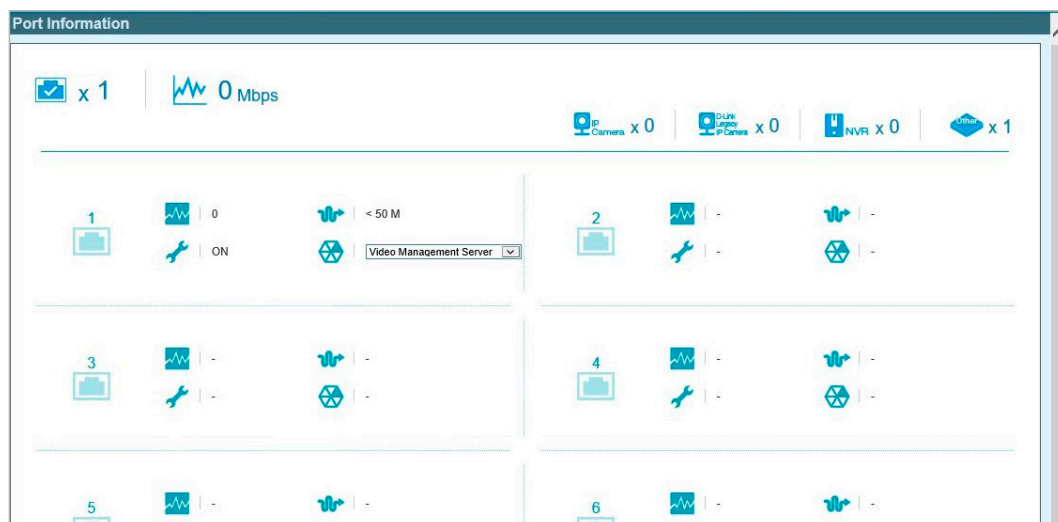 Port Information
x 1
0 Mbps
IP Camera x 0
D-Link Legacy IP Camera x 0
NVR x 0
Other x 1
1
0
< 50 M
ON
Video Management Server
2
-
-
-
-
3
-
-
-
-
4
-
-
-
-
5
-
-
6
-
-